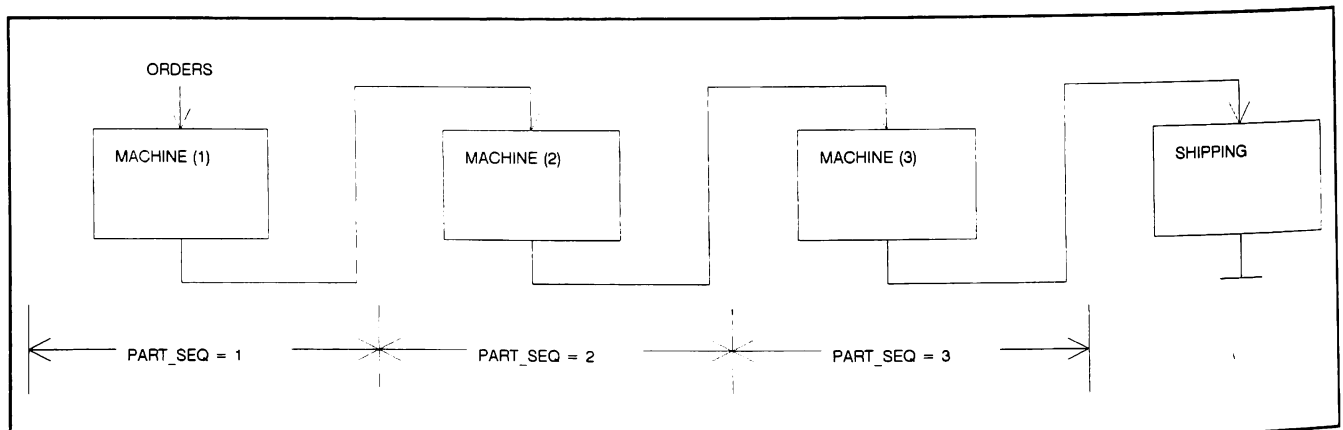 ORDERS
MACHINE (1)
MACHINE (2)
MACHINE (3)
SHIPPING
PART_SEQ = 1
PART_SEQ = 2
PART_SEQ = 3